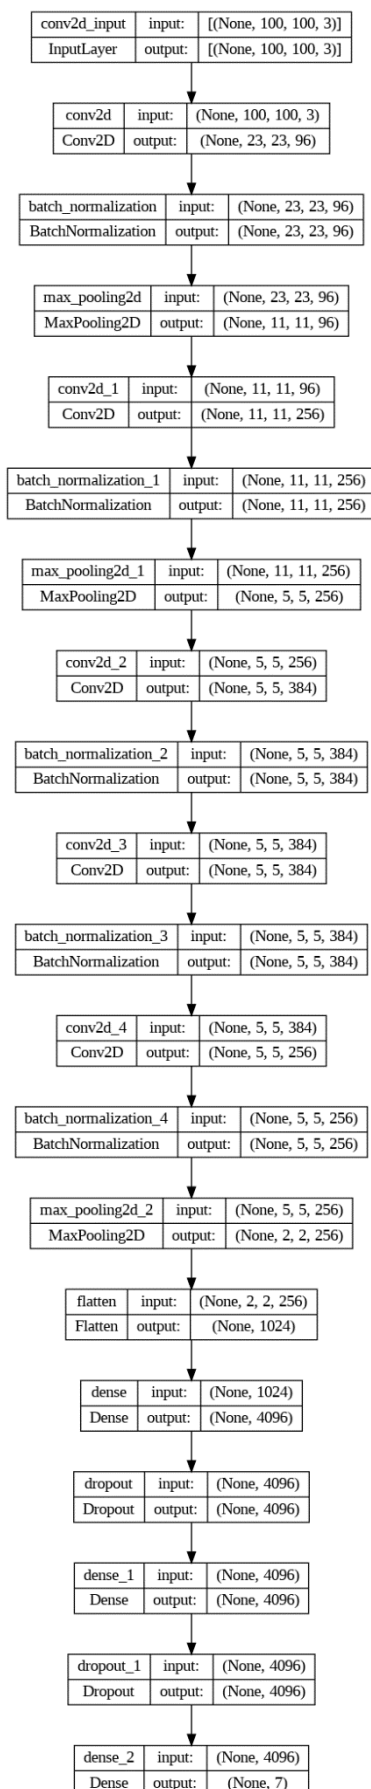 conv2d_input input: [(None, 100, 100, 3)]
InputLayer output: [(None, 100, 100, 3)]
conv2d input: (None, 100, 100, 3)
Conv2D output: (None, 23, 23, 96)
batch_normalization input: (None, 23, 23, 96)
BatchNormalization output: (None, 23, 23, 96)
max_pooling2d input: (None, 23, 23, 96)
MaxPooling2D output: (None, 11, 11, 96)
conv2d_1 input: (None, 11, 11, 96)
Conv2D output: (None, 11, 11, 256)
batch_normalization_1 input: (None, 11, 11, 256)
BatchNormalization output: (None, 11, 11, 256)
max_pooling2d_1 input: (None, 11, 11, 256)
MaxPooling2D output: (None, 5, 5, 256)
conv2d_2 input: (None, 5, 5, 256)
Conv2D output: (None, 5, 5, 384)
batch_normalization_2 input: (None, 5, 5, 384)
BatchNormalization output: (None, 5, 5, 384)
conv2d_3 input: (None, 5, 5, 384)
Conv2D output: (None, 5, 5, 384)
batch_normalization_3 input: (None, 5, 5, 384)
BatchNormalization output: (None, 5, 5, 384)
conv2d_4 input: (None, 5, 5, 384)
Conv2D output: (None, 5, 5, 256)
batch_normalization_4 input: (None, 5, 5, 256)
BatchNormalization output: (None, 5, 5, 256)
max_pooling2d_2 input: (None, 5, 5, 256)
MaxPooling2D output: (None, 2, 2, 256)
flatten input: (None, 2, 2, 256)
Flatten output: (None, 1024)
dense input: (None, 1024)
Dense output: (None, 4096)
dropout input: (None, 4096)
Dropout output: (None, 4096)
dense_1 input: (None, 4096)
Dense output: (None, 4096)
dropout_1 input: (None, 4096)
Dropout output: (None, 4096)
dense_2 input: (None, 4096)
Dense output: (None, 7)